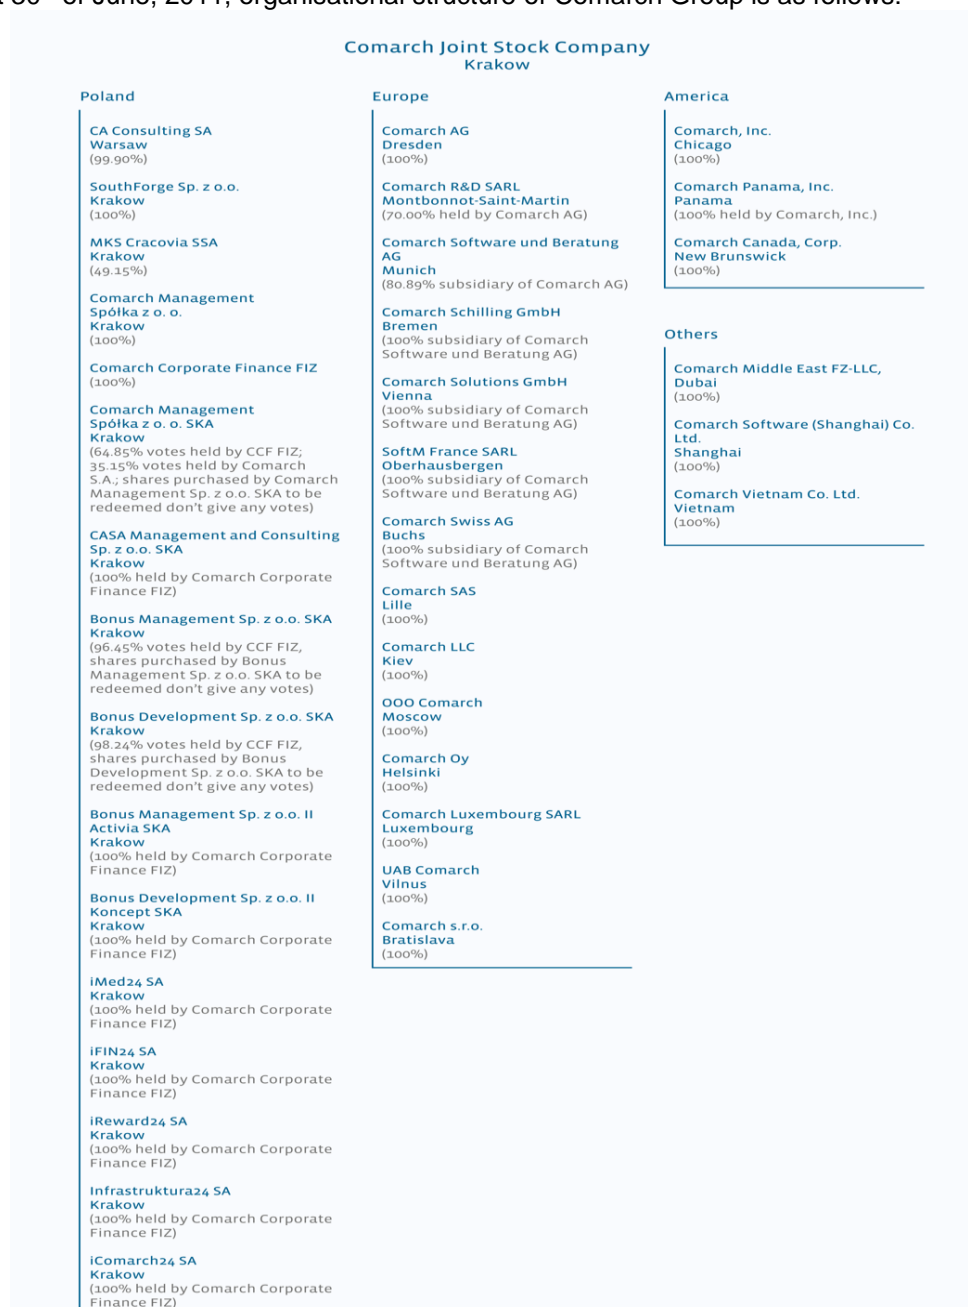 of June, 2011, organisational structure of Comarch Group is as follows:
Comarch Joint Stock Company
Krakow
Poland
CA Consulting SA
Warsaw
(99.90%)
SouthForge Sp. z o.o.
Krakow
(100%)
MKS Cracovia SSA
Krakow
(49.15%)
Comarch Management
Spółka z o. o.
Krakow
(100%)
Comarch Corporate Finance FIZ
(100%)
Comarch Management
Spółka z o. o. SKA
Krakow
(64.85% votes held by CCF FIZ;
35.15% votes held by Comarch
S.A.; shares purchased by Comarch
Management Sp. z o.o. SKA to be
redeemed don't give any votes)
CASA Management and Consulting
Sp. z o.o. SKA
Krakow
(100% held by Comarch Corporate
Finance FIZ)
Bonus Management Sp. z o.o. SKA
Krakow
(96.45% votes held by CCF FIZ,
shares purchased by Bonus
Management Sp. z o.o. SKA to be
redeemed don't give any votes)
Bonus Development Sp. z o.o. SKA
Krakow
(98.24% votes held by CCF FIZ,
shares purchased by Bonus
Development Sp. z o.o. SKA to be
redeemed don't give any votes)
Bonus Management Sp. z o.o. II
Activia SKA
Krakow
(100% held by Comarch Corporate
Finance FIZ)
Bonus Development Sp. z o.o. II
Koncept SKA
Krakow
(100% held by Comarch Corporate
Finance FIZ)
iMed24 SA
Krakow
(100% held by Comarch Corporate
Finance FIZ)
iFIN24 SA
Krakow
(100% held by Comarch Corporate
Finance FIZ)
iReward24 SA
Krakow
(100% held by Comarch Corporate
Finance FIZ)
Infrastruktura24 SA
Krakow
(100% held by Comarch Corporate
Finance FIZ)
iComarch24 SA
Krakow
(100% held by Comarch Corporate
Finance FIZ)
Europe
Comarch AG
Dresden
(100%)
Comarch R&D SARL
Montbonnot-Saint-Martin
(70.00% held by Comarch AG)
Comarch Software und Beratung
AG
Munich
(80.89% subsidiary of Comarch AG)
Comarch Schilling GmbH
Bremen
(100% subsidiary of Comarch
Software und Beratung AG)
Comarch Solutions GmbH
Vienna
(100% subsidiary of Comarch
Software und Beratung AG)
SoftM France SARL
Oberhausbergen
(100% subsidiary of Comarch
Software und Beratung AG)
Comarch Swiss AG
Buchs
(100% subsidiary of Comarch
Software und Beratung AG)
Comarch SAS
Lille
(100%)
Comarch LLC
Kiev
(100%)
OOO Comarch
Moscow
(100%)
Comarch Oy
Helsinki
(100%)
Comarch Luxembourg SARL
Luxembourg
(100%)
UAB Comarch
Vilnus
(100%)
Comarch s.r.o.
Bratislava
(100%)
America
Comarch, Inc.
Chicago
(100%)
Comarch Panama, Inc.
Panama
(100% held by Comarch, Inc.)
Comarch Canada, Corp.
New Brunswick
(100%)
Others
Comarch Middle East FZ-LLC,
Dubai
(100%)
Comarch Software (Shanghai) Co.
Ltd.
Shanghai
(100%)
Comarch Vietnam Co. Ltd.
Vietnam
(100%)